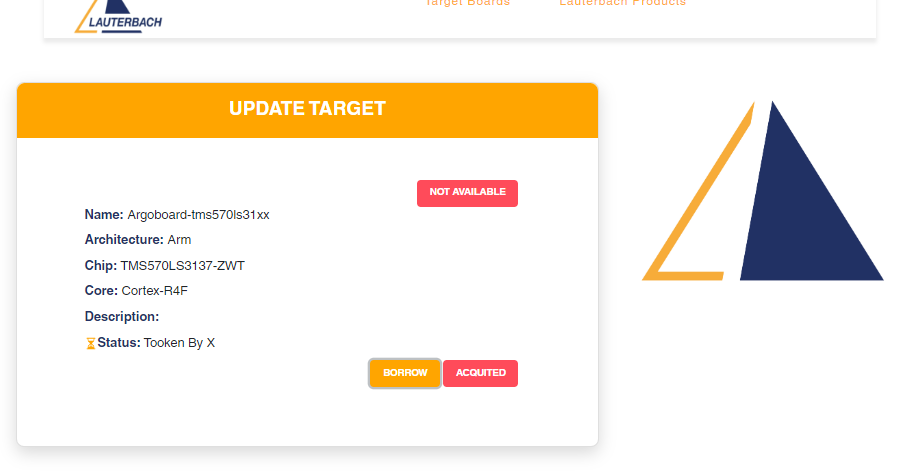 LAUTERBACH
Target Boards Lauterbach Products
UPDATE TARGET
NOT AVAILABLE
Name: Argoboard-tms570ls31xx
Architecture: Arm
Chip: TMS570LS3137-ZWT
Core: Cortex-R4F
Description:
Status: Tooken By X
BORROW ACQUITED